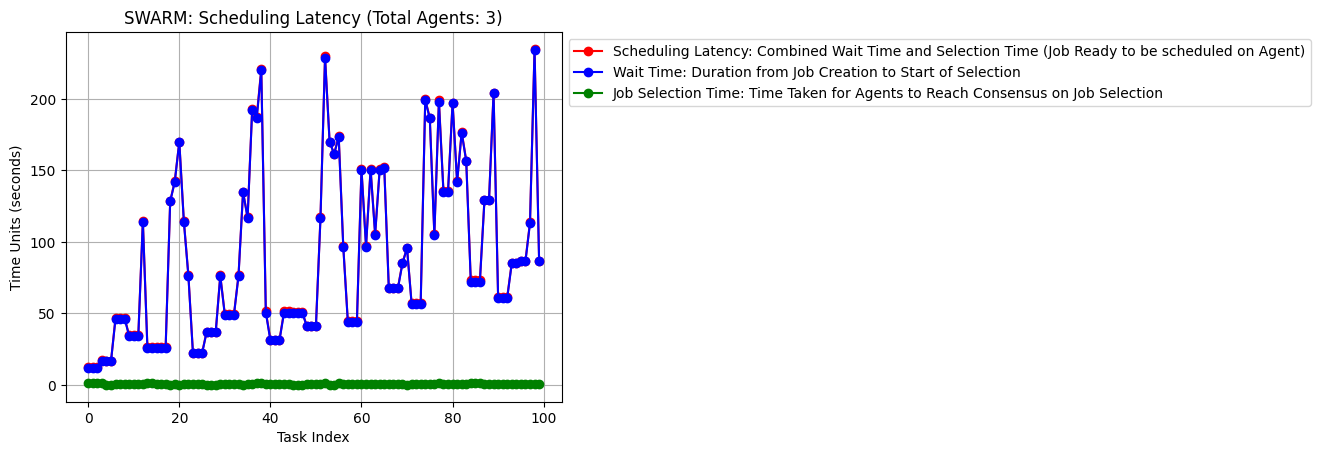 SWARM: Scheduling Latency (Total Agents: 3)
Scheduling Latency: Combined Wait Time and Selection Time (Job Ready to be scheduled on Agent)
Wait Time: Duration from Job Creation to Start of Selection
Job Selection Time: Time Taken for Agents to Reach Consensus on Job Selection
Time Units (seconds)
200
150
100
50
0
0 20 40 60 80 100
Task Index